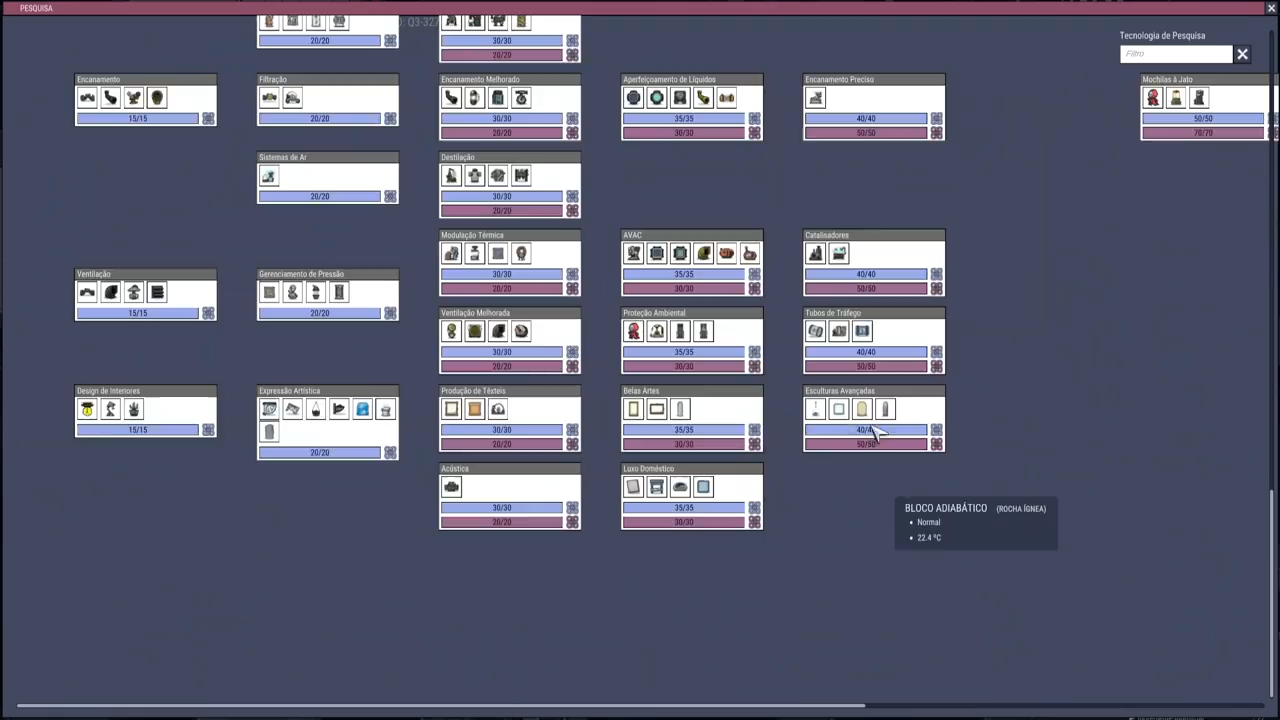 PESQUISA
O: Q3-327
20/20
30/30
20/20
Tecnologia de Pesquisa
Filtro
Encanamento
15/15
Filtração
20/20
Encanamento Melhorado
30/30
20/20
Aperfeiçoamento de Líquidos
35/35
30/30
Encanamento Preciso
40/40
50/50
Mochilas à Jato
50/50
70/70
Sistemas de Ar
20/20
Destilação
30/30
20/20
Modulação Térmica
30/30
20/20
AVAC
35/35
30/30
Catalisadores
40/40
50/50
Ventilação
15/15
Gerenciamento de Pressão
20/20
Ventilação Melhorada
30/30
20/20
Proteção Ambiental
35/35
30/30
Tubos de Tráfego
40/40
50/50
Design de Interiores
15/15
Expressão Artística
20/20
Produção de Têxteis
30/30
20/20
Belas Artes
35/35
30/30
Esculturas Avançadas
40/4
50/50
Acústica
30/30
20/20
Luxo Doméstico
35/35
30/30
BLOCO ADIABÁTICO (ROCHA ÍGNEA)
• Normal
• 22.4 ºC